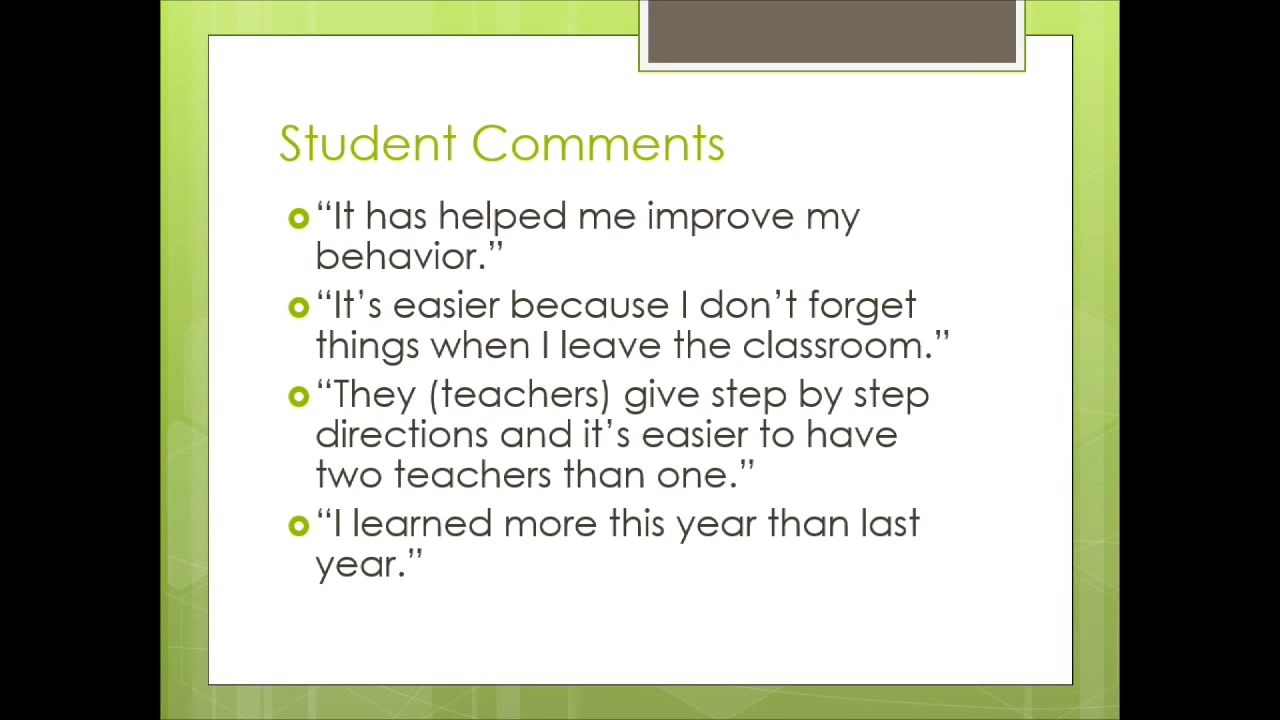 Student Comments
“It has helped me improve my
behavior.”
“It’s easier because I don’t forget
things when I leave the classroom.”
“They (teachers) give step by step
directions and it’s easier to have
two teachers than one.”
“I learned more this year than last
year.”